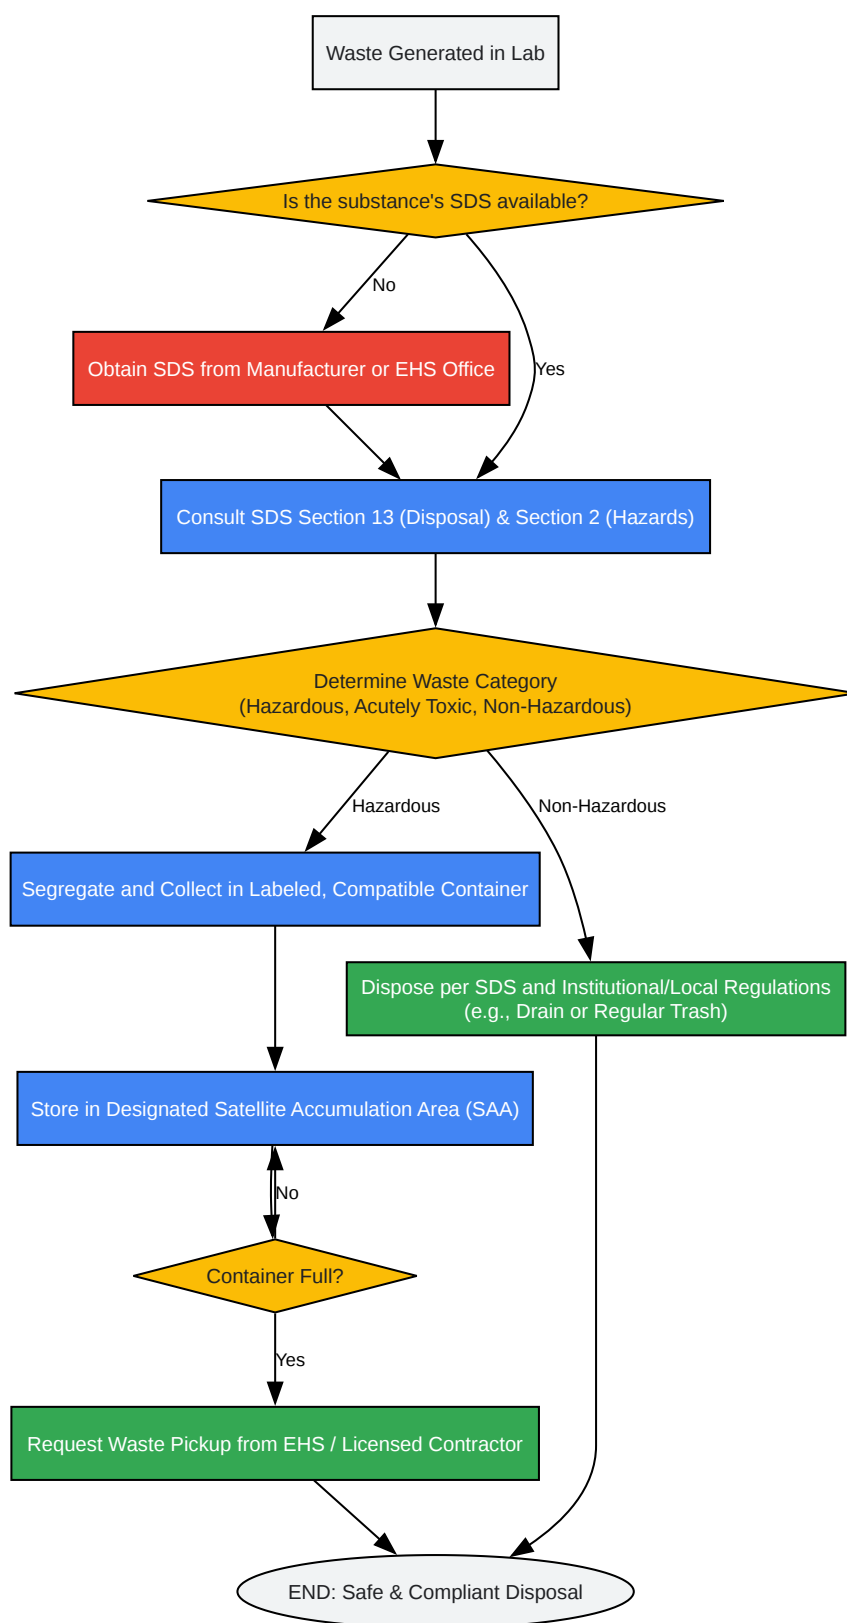 Waste Generated in Lab
Is the substance's SDS available?
No
Yes
Obtain SDS from Manufacturer or EHS Office
Consult SDS Section 13 (Disposal) & Section 2 (Hazards)
Determine Waste Category
(Hazardous, Acutely Toxic, Non-Hazardous)
Hazardous
Non-Hazardous
Segregate and Collect in Labeled, Compatible Container
Dispose per SDS and Institutional/Local Regulations
(e.g., Drain or Regular Trash)
Store in Designated Satellite Accumulation Area (SAA)
No
Container Full?
Yes
Request Waste Pickup from EHS / Licensed Contractor
END: Safe & Compliant Disposal